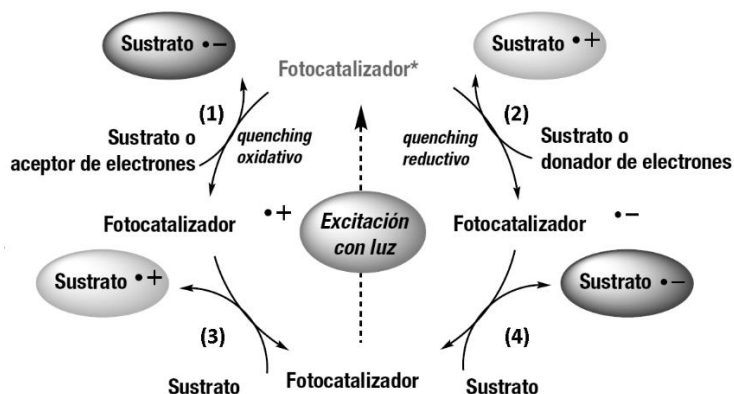 Sustrato •−
Fotocatalizador*
Sustrato •+
(1)
(2)
Sustrato o
aceptor de electrones
quenching
oxidativo
quenching
reductivo
Sustrato o
donador de electrones
Fotocatalizador •+
Excitación
con luz
Fotocatalizador •−
Sustrato •+
Sustrato •−
(3)
(4)
Sustrato
Fotocatalizador
Sustrato